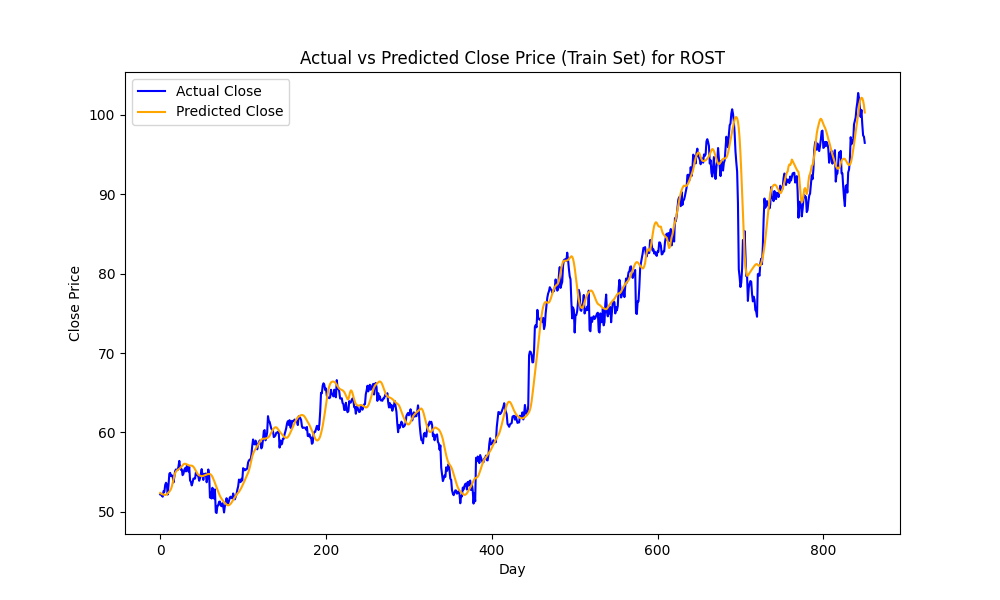 Actual vs Predicted Close Price (Train Set) for ROST
Actual Close
Predicted Close
100
90
80
70
60
50
Close Price
0 200 400 600 800
Day